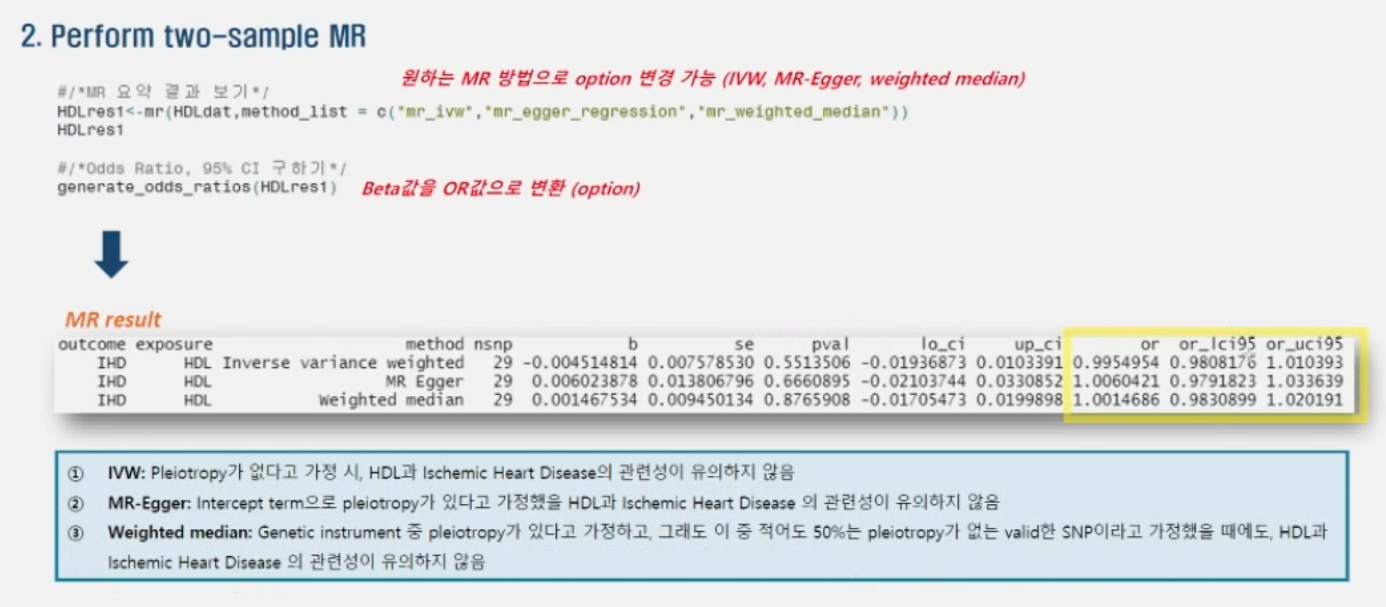 2. Perform two-sample MR
원하는 MR 방법으로 option 변경 가능 (IVW, MR-Egger, weighted median)
#/*MR 요약 결과 보기*/
HDLres1<-mr(HDLdat,method_list = c("mr_ivw","mr_egger_regression","mr_weighted_median"))
HDLres1
#/*Odds Ratio, 95% CI 구하기*/
generate_odds_ratios(HDLres1) Beta값을 OR값으로 변환 (option)
MR result
outcome exposure method nsnp b se pval lo_ci up_ci or or_lci95 or_uci95
IHD HDL Inverse variance weighted 29 -0.004514814 0.007578530 0.5513506 -0.01936873 0.0103391 0.9954954 0.9808176 1.010393
IHD HDL MR Egger 29 0.006023878 0.013806796 0.6660895 -0.02103744 0.0330852 1.0060421 0.9791823 1.033639
IHD HDL Weighted median 29 0.001467534 0.009450134 0.8765908 -0.01705473 0.0199898 1.0014686 0.9830899 1.020191
① IVW: Pleiotropy가 없다고 가정 시, HDL과 Ischemic Heart Disease의 관련성이 유의하지 않음
② MR-Egger: Intercept term으로 pleiotropy가 있다고 가정했을 HDL과 Ischemic Heart Disease 의 관련성이 유의하지 않음
③ Weighted median: Genetic instrument 중 pleiotropy가 있다고 가정하고, 그래도 이 중 적어도 50%는 pleiotropy가 없는 valid한 SNP이라고 가정했을 때에도, HDL과
Ischemic Heart Disease 의 관련성이 유의하지 않음